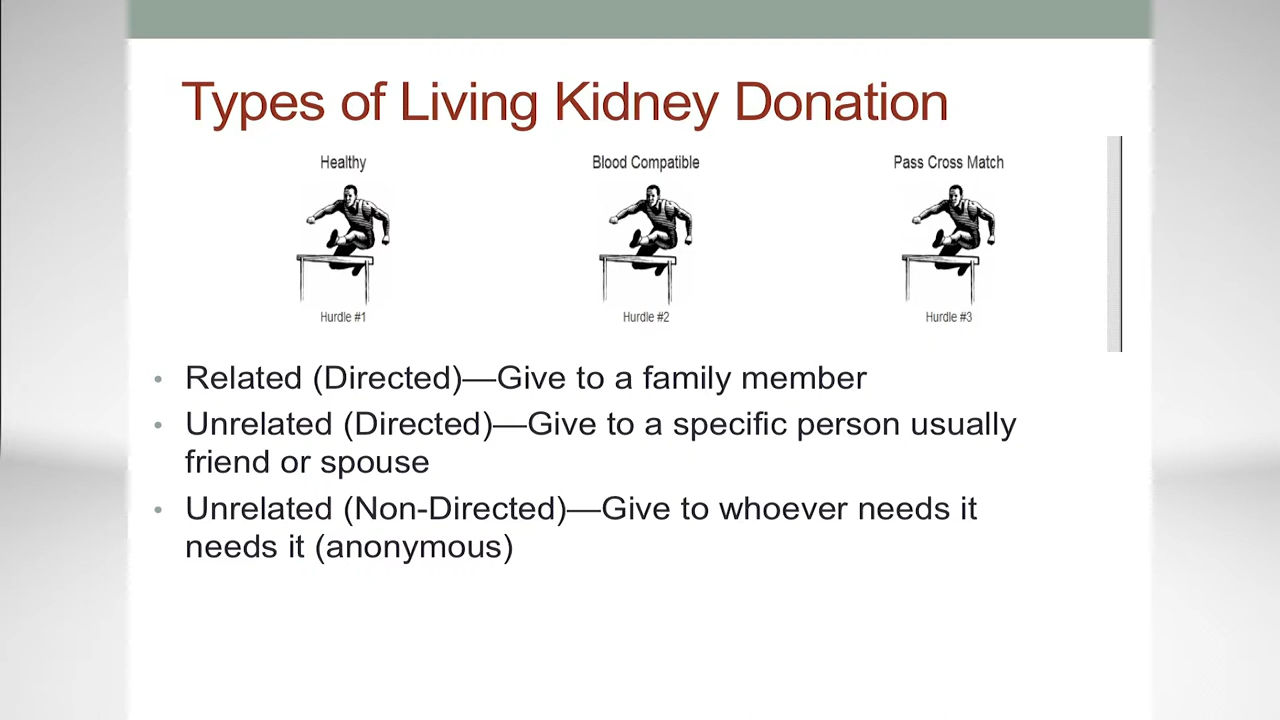 Types of Living Kidney Donation
Healthy
Blood Compatible
Pass Cross Match
Hurdle #1
Hurdle #2
Hurdle #3
• Related (Directed)—Give to a family member
• Unrelated (Directed)—Give to a specific person usually
friend or spouse
• Unrelated (Non-Directed)—Give to whoever needs it
needs it (anonymous)